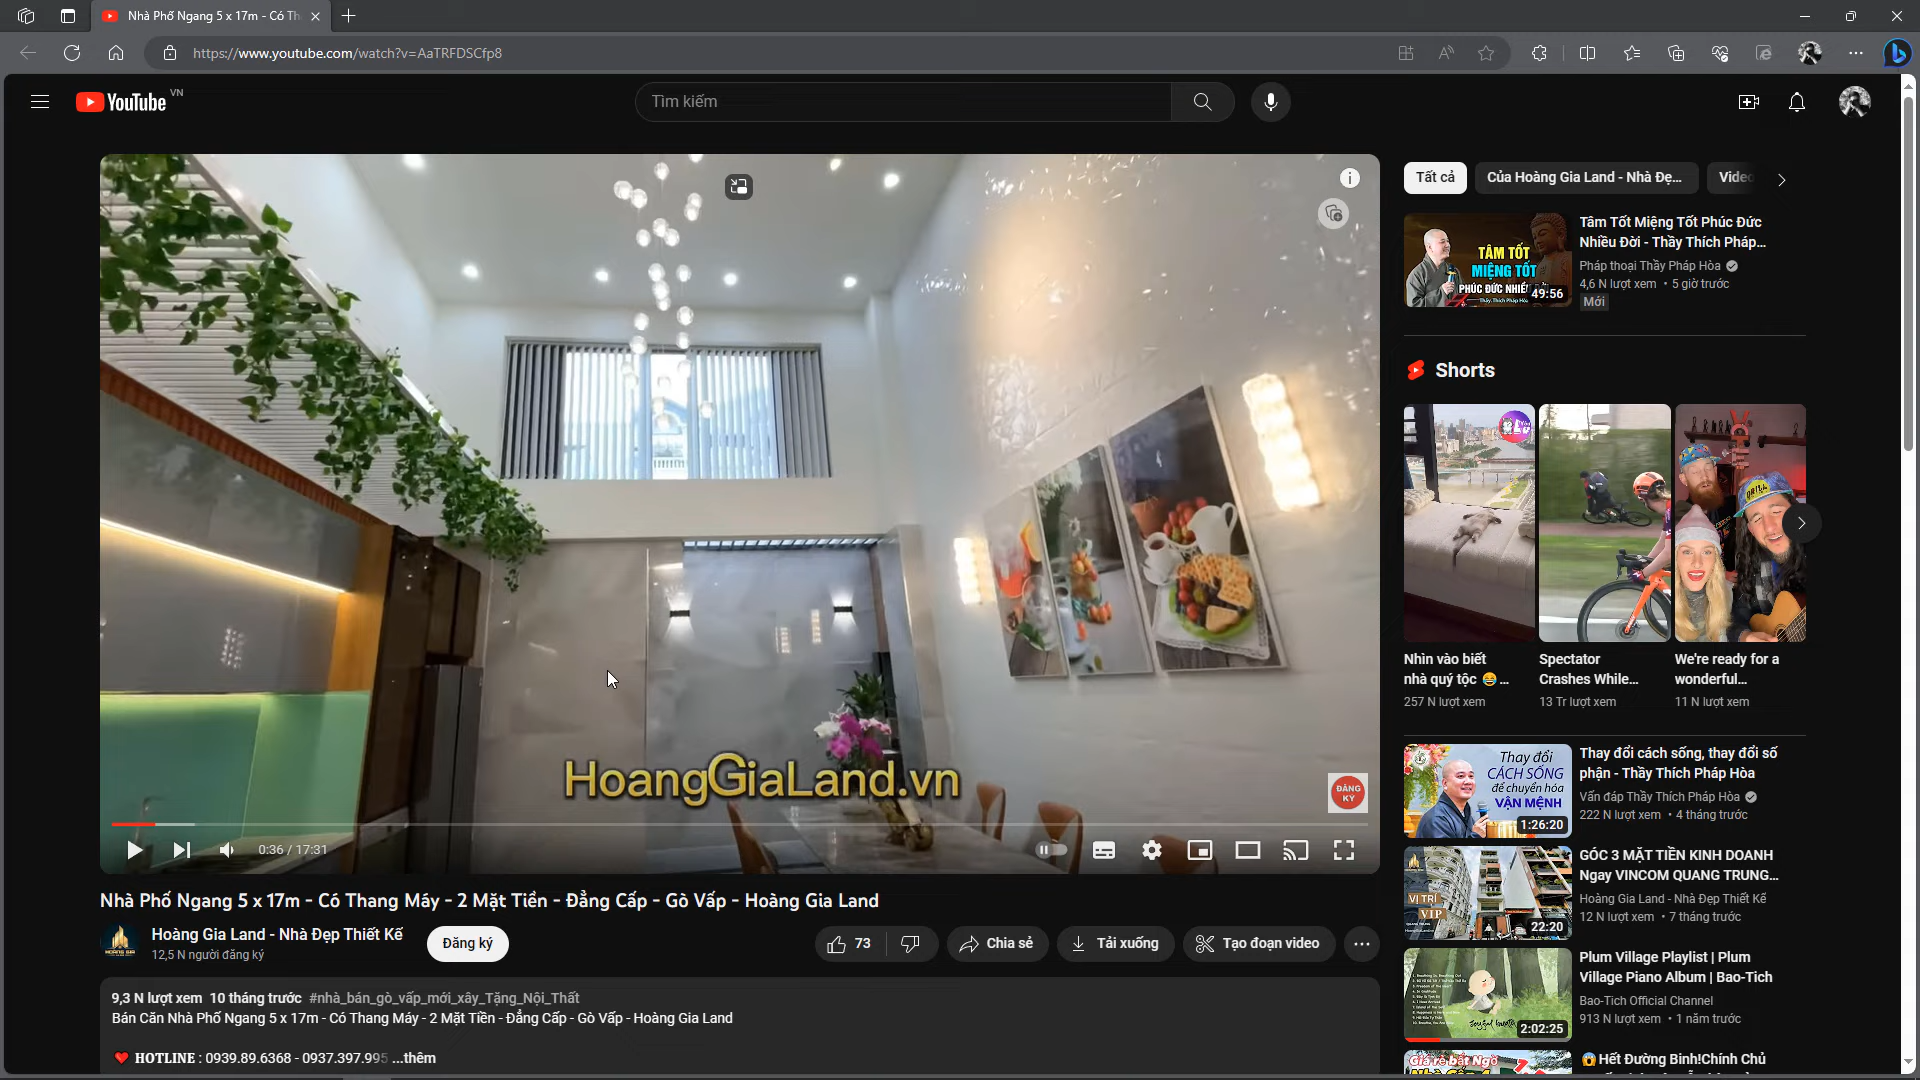 Nhà Phố Ngang 5 x 17m - Có Th
https://www.youtube.com/watch?v=AaTRFDSCfp8
YouTube VN
Tìm kiếm
HoangGiaLand.vn
ĐĂNG
KÝ
0:36 / 17:31
Nhà Phố Ngang 5 x 17m - Có Thang Máy - 2 Mặt Tiền - Đẳng Cấp - Gò Vấp - Hoàng Gia Land
Hoàng Gia Land - Nhà Đẹp Thiết Kế
12,5 N người đăng ký
Đăng ký
73
Chia sẻ
Tải xuống
Tạo đoạn video
9,3 N lượt xem 10 tháng trước #nhà_bán_gò_vấp_mới_xây_Tặng_Nội_Thất
Bán Căn Nhà Phố Ngang 5 x 17m - Có Thang Máy - 2 Mặt Tiền - Đẳng Cấp - Gò Vấp - Hoàng Gia Land
HOTLINE : 0939.89.6368 - 0937.397.995 ...thêm
Tất cả
Của Hoàng Gia Land - Nhà Đẹ...
Video
TÂM TỐT
MIỆNG TỐT
PHÚC ĐỨC NHIỀU
49:56
Tâm Tốt Miệng Tốt Phúc Đức
Nhiều Đời - Thầy Thích Pháp...
Pháp thoại Thầy Pháp Hòa
4,6 N lượt xem • 5 giờ trước
Mới
Shorts
Nhìn vào biết
nhà quý tộc 😂 ...
257 N lượt xem
Spectator
Crashes While...
13 Tr lượt xem
We're ready for a
wonderful...
11 N lượt xem
Thay đổi
CÁCH SỐNG
để chuyển hóa
VẬN MỆNH
1:26:20
Thay đổi cách sống, thay đổi số
phận - Thầy Thích Pháp Hòa
Vấn đáp Thầy Thích Pháp Hòa
222 N lượt xem • 4 tháng trước
VỊ TRÍ
VIP
22:20
GÓC 3 MẶT TIỀN KINH DOANH
Ngay VINCOM QUANG TRUNG...
Hoàng Gia Land - Nhà Đẹp Thiết Kế
12 N lượt xem • 7 tháng trước
2:02:25
Plum Village Playlist | Plum
Village Piano Album | Bao-Tich
Bao-Tich Official Channel
913 N lượt xem • 1 năm trước
Giá rẻ bất Ngờ
😱Hết Đường Binh!Chính Chủ